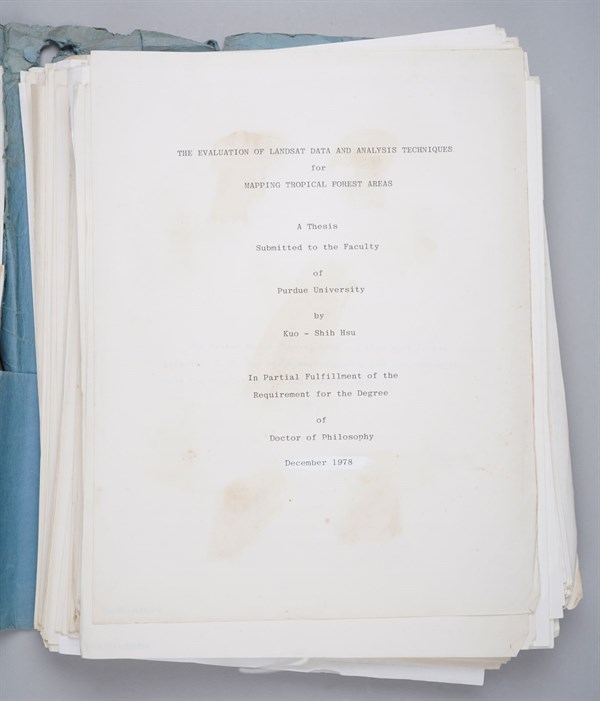 THE EVALUATION OF LANDSAT DATA AND ANALYSIS TECHNIQUES
for
MAPPING TROPICAL FOREST AREAS
A Thesis
Submitted to the Faculty
of
Purdue University
by
Kuo - Shih Hsu
In Partial Fulfillment of the
Requirement for the Degree
of
Doctor of Philosophy
December 1978